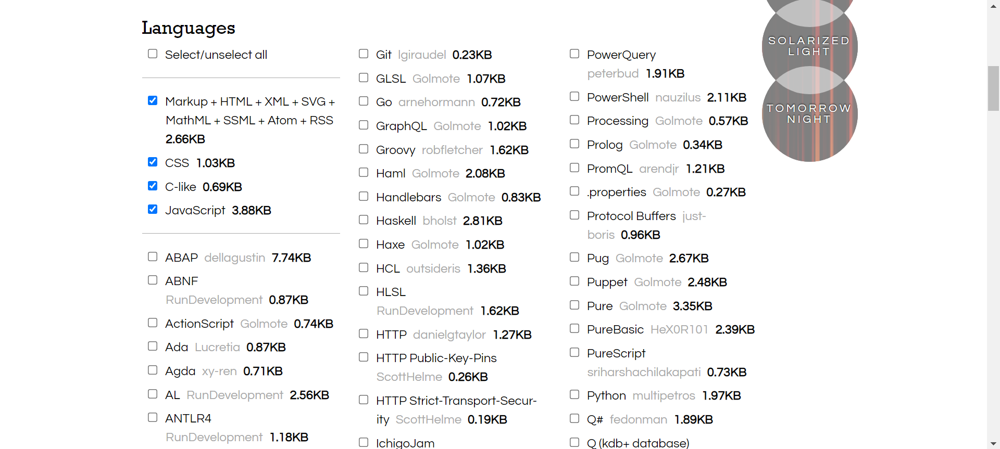 Languages
Select/unselect all
Markup + HTML + XML + SVG +
MathML + SSML + Atom + RSS
2.66KB
CSS 1.03KB
C-like 0.69KB
JavaScript 3.88KB
ABAP dellagustin 7.74KB
ABNF
RunDevelopment 0.87KB
ActionScript Golmote 0.74KB
Ada Lucretia 0.87KB
Agda xy-ren 0.71KB
AL RunDevelopment 2.56KB
ANTLR4
RunDevelopment 1.18KB
Git lgiraudel 0.23KB
GLSL Golmote 1.07KB
Go arnehormann 0.72KB
GraphQL Golmote 1.02KB
Groovy robfletcher 1.62KB
Haml Golmote 2.08KB
Handlebars Golmote 0.83KB
Haskell bholst 2.81KB
Haxe Golmote 1.02KB
HCL outsideris 1.36KB
HLSL
RunDevelopment 1.62KB
HTTP danielgtaylor 1.27KB
HTTP Public-Key-Pins
ScottHelme 0.26KB
HTTP Strict-Transport-Secur-
ity ScottHelme 0.19KB
IchigoJam
PowerQuery
peterbud 1.91KB
PowerShell nauzilus 2.11KB
Processing Golmote 0.57KB
Prolog Golmote 0.34KB
PromQL arendjr 1.21KB
.properties Golmote 0.27KB
Protocol Buffers just-
boris 0.96KB
Pug Golmote 2.67KB
Puppet Golmote 2.48KB
Pure Golmote 3.35KB
PureBasic HeX0R101 2.39KB
PureScript
sriharshachilakapati 0.73KB
Python multipetros 1.97KB
Q# fedonman 1.89KB
Q (kdb+ database)
SOLARIZED
LIGHT
TOMORROW
NIGHT